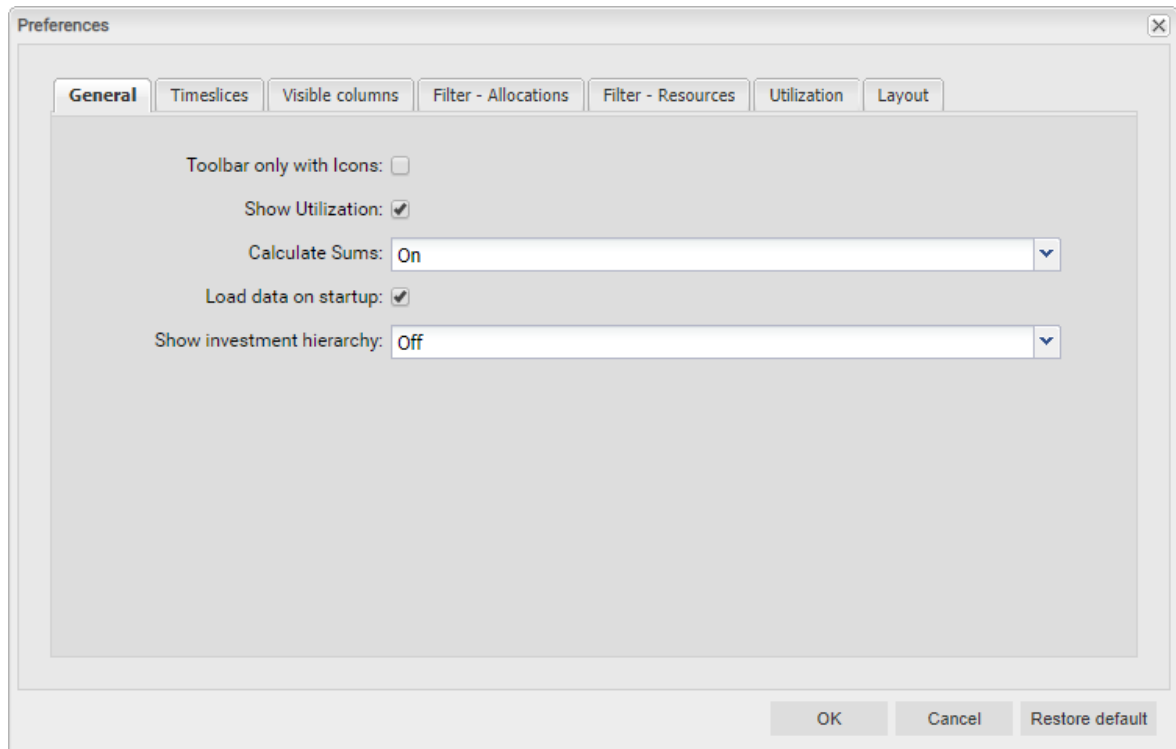 Preferences
General Timeslices Visible columns Filter - Allocations Filter - Resources Utilization Layout
Toolbar only with Icons:
Show Utilization:
Calculate Sums: On
Load data on startup:
Show investment hierarchy: Off
OK Cancel Restore default